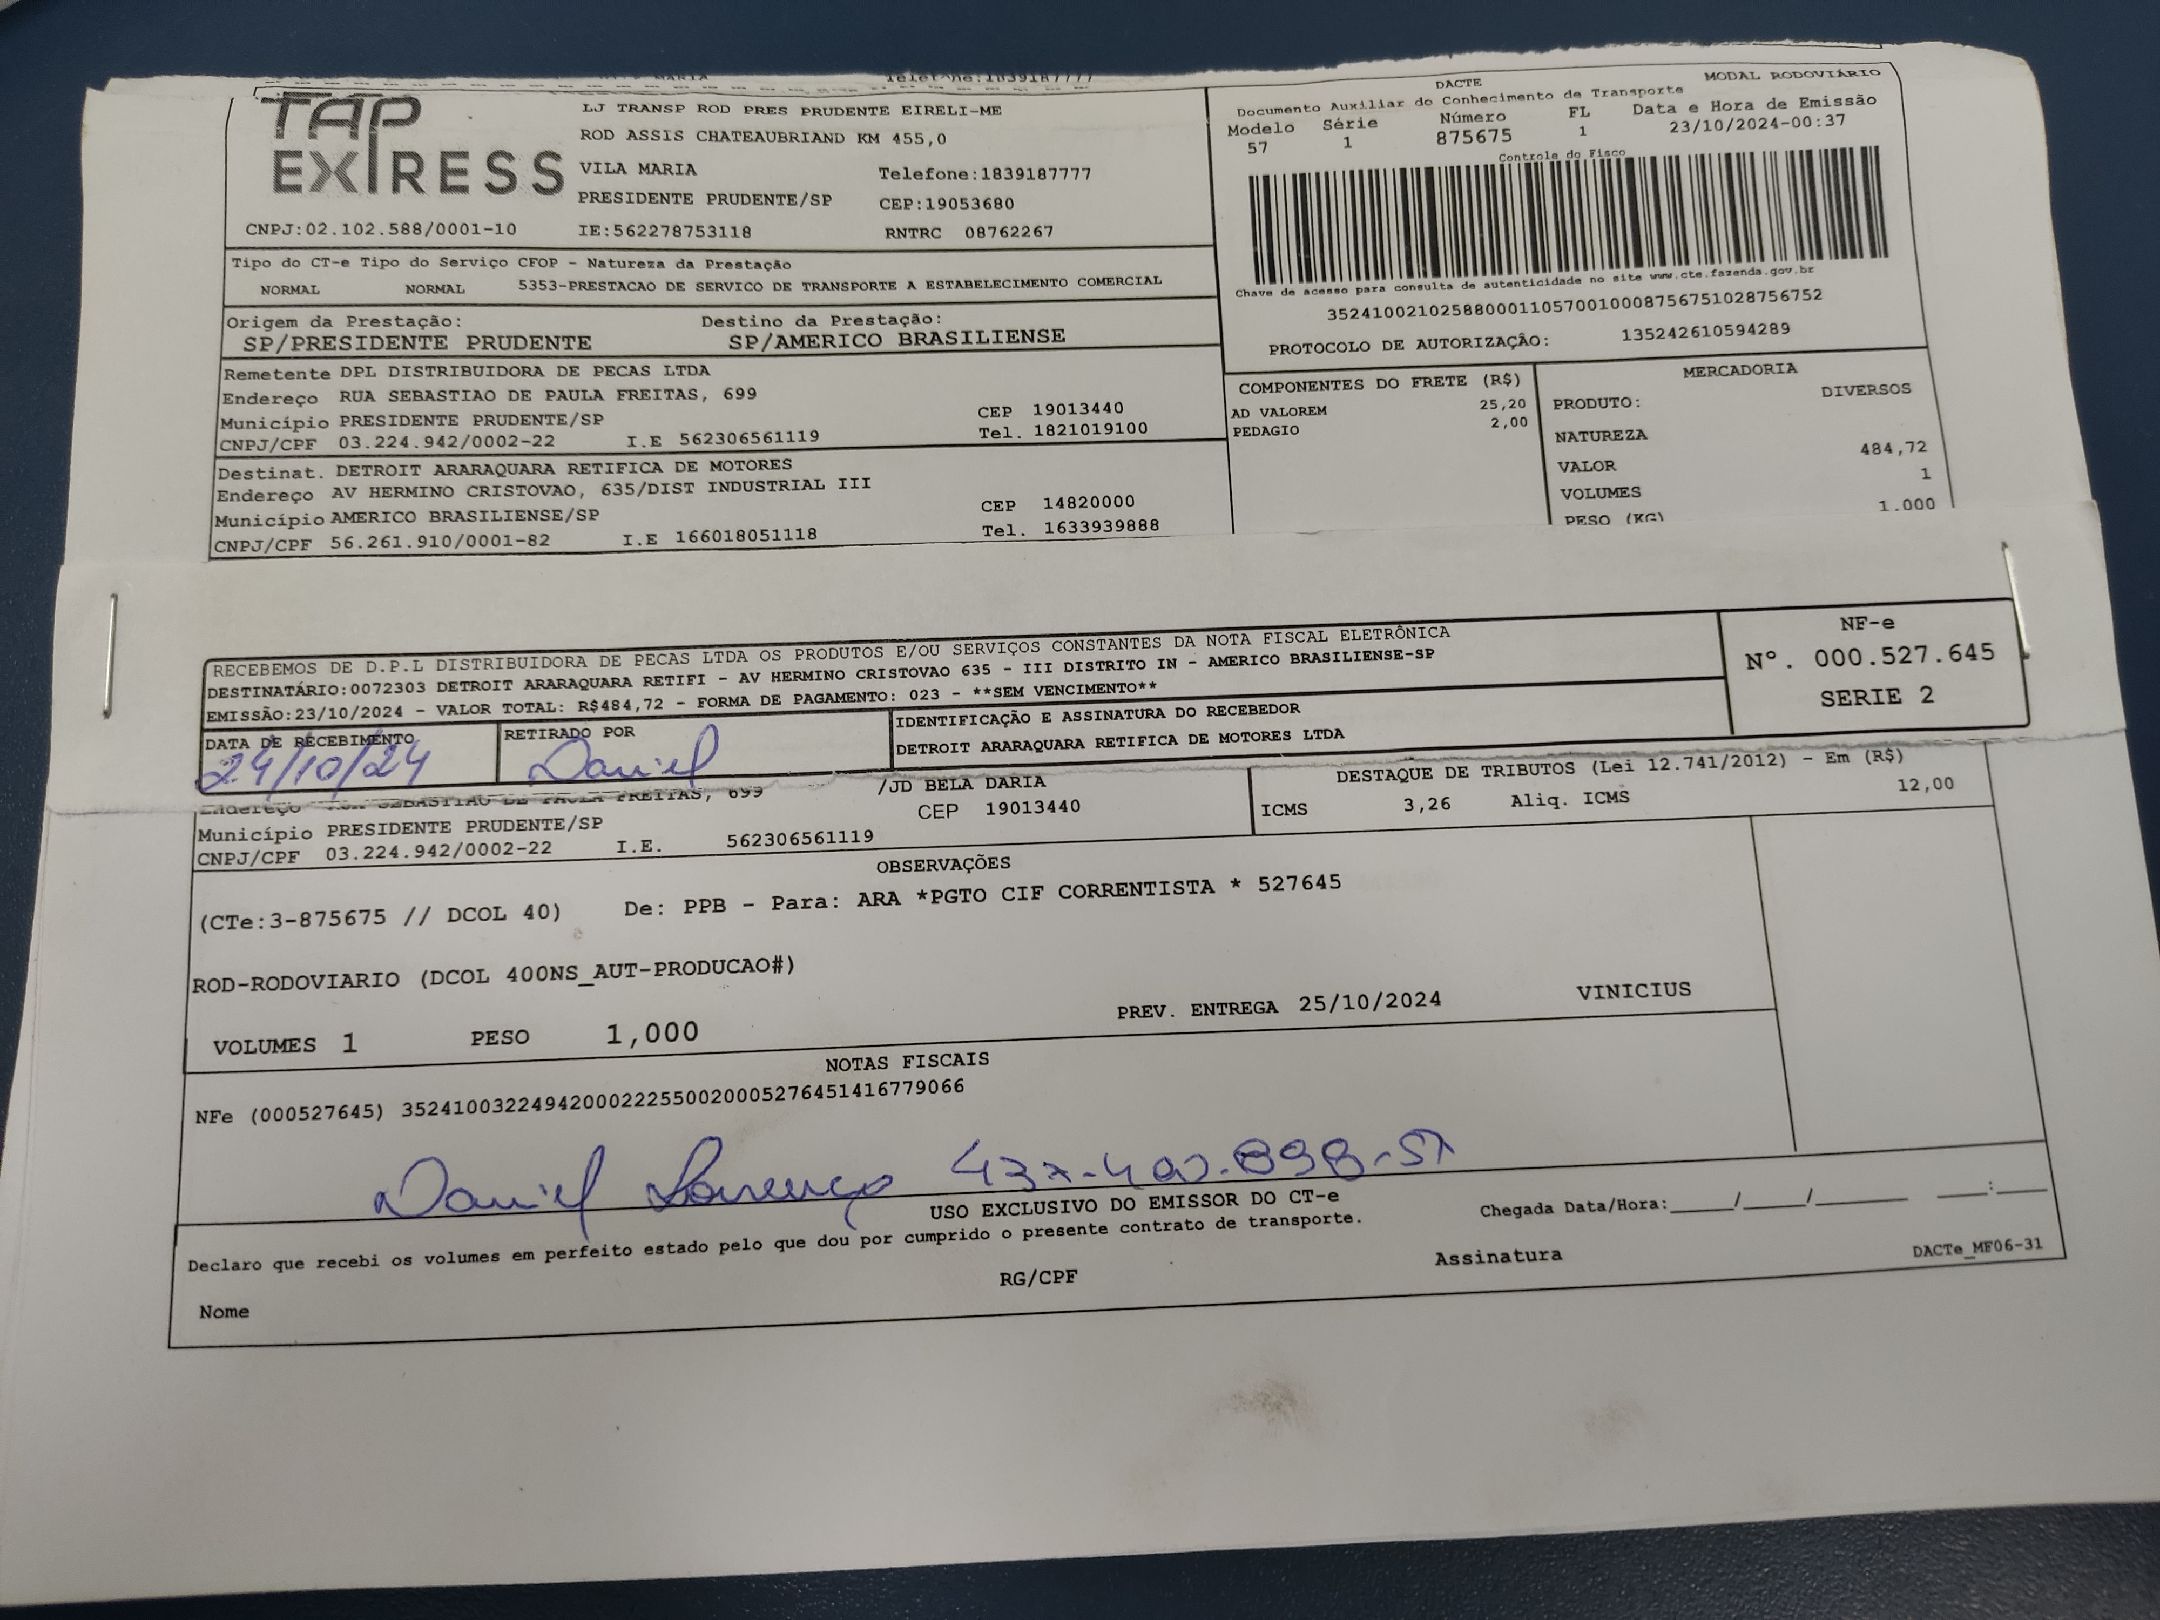 TAP
EXPRESS
LJ TRANSP ROD PRES PRUDENTE EIRELI-ME
ROD ASSIS CHATEAUBRIAND KM 455,0
VILA MARIA Telefone:1839187777
PRESIDENTE PRUDENTE/SP CEP:19053680
CNPJ:02.102.588/0001-10 IE:562278753118 RNTRC 08762267
DACTE MODAL RODOVIÁRIO
Documento Auxiliar do Conhecimento de Transporte
Modelo Série Número FL Data e Hora de Emissão
57 1 875675 1 23/10/2024-00:37
Controle do Fisco
Chave de acesso para consulta de autenticidade no site www.cte.fazenda.gov.br
35241002102588000110570010008756751028756752
PROTOCOLO DE AUTORIZAÇÃO: 135242610594289
Tipo do CT-e Tipo do Serviço CFOP - Natureza da Prestação
NORMAL NORMAL 5353-PRESTACAO DE SERVICO DE TRANSPORTE A ESTABELECIMENTO COMERCIAL
Origem da Prestação: Destino da Prestação:
SP/PRESIDENTE PRUDENTE SP/AMERICO BRASILIENSE
Remetente DPL DISTRIBUIDORA DE PECAS LTDA
Endereço RUA SEBASTIAO DE PAULA FREITAS, 699
Município PRESIDENTE PRUDENTE/SP CEP 19013440
CNPJ/CPF 03.224.942/0002-22 I.E 562306561119 Tel. 1821019100
Destinat. DETROIT ARARAQUARA RETIFICA DE MOTORES
Endereço AV HERMINO CRISTOVAO, 635/DIST INDUSTRIAL III
Município AMERICO BRASILIENSE/SP CEP 14820000
CNPJ/CPF 56.261.910/0001-82 I.E 166018051118 Tel. 1633939888
COMPONENTES DO FRETE (R$)
AD VALOREM 25,20
PEDAGIO 2,00
MERCADORIA
PRODUTO: DIVERSOS
NATUREZA
VALOR 484,72
VOLUMES 1
PESO (KG) 1.000
RECEBEMOS DE D.P.L DISTRIBUIDORA DE PECAS LTDA OS PRODUTOS E/OU SERVIÇOS CONSTANTES DA NOTA FISCAL ELETRÔNICA
DESTINATÁRIO:0072303 DETROIT ARARAQUARA RETIFI - AV HERMINO CRISTOVAO 635 - III DISTRITO IN - AMERICO BRASILIENSE-SP
EMISSÃO:23/10/2024 - VALOR TOTAL: R$484,72 - FORMA DE PAGAMENTO: 023 - **SEM VENCIMENTO**
NF-e
Nº. 000.527.645
SERIE 2
DATA DE RECEBIMENTO RETIRADO POR IDENTIFICAÇÃO E ASSINATURA DO RECEBEDOR
24/10/24 Daniel DETROIT ARARAQUARA RETIFICA DE MOTORES LTDA
Endereço RUA SEBASTIAO DE PAULA FREITAS, 699 /JD BELA DARIA
Município PRESIDENTE PRUDENTE/SP CEP 19013440
CNPJ/CPF 03.224.942/0002-22 I.E. 562306561119
DESTAQUE DE TRIBUTOS (Lei 12.741/2012) - Em (R$)
ICMS 3,26 Aliq. ICMS 12,00
OBSERVAÇÕES
(CTe:3-875675 // DCOL 40) De: PPB - Para: ARA *PGTO CIF CORRENTISTA * 527645
ROD-RODOVIARIO (DCOL 400NS_AUT-PRODUCAO#)
VOLUMES 1 PESO 1,000 PREV. ENTREGA 25/10/2024 VINICIUS
NOTAS FISCAIS
NFe (000527645) 35241003224942000222550020005276451416779066
Daniel Lourenço
USO EXCLUSIVO DO EMISSOR DO CT-e
Declaro que recebi os volumes em perfeito estado pelo que dou por cumprido o presente contrato de transporte.
Chegada Data/Hora:____/____/______ ____:____
Nome RG/CPF Assinatura DACTe_MF06-31